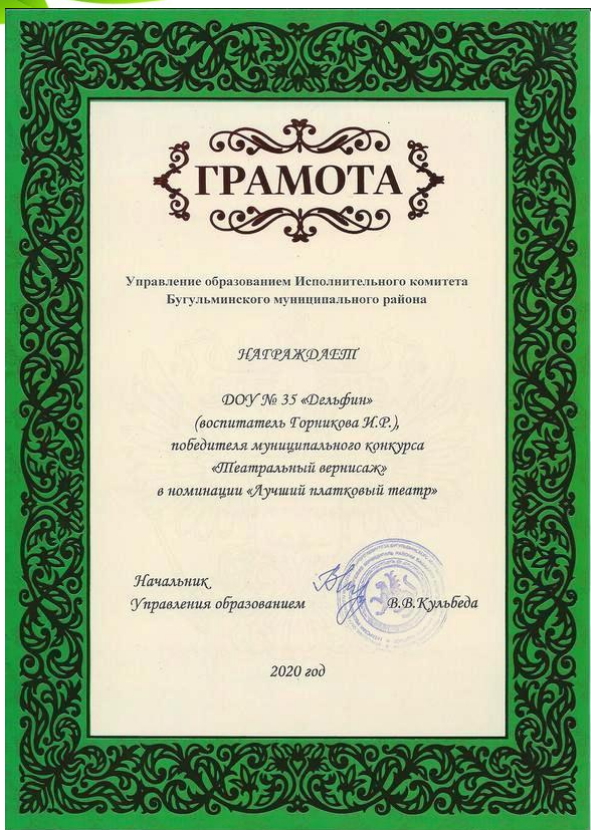 ГРАМОТА
Управление образованием Исполнительного комитета
Бугульминского муниципального района
НАГРАЖДАЕТ
ДОУ № 35 «Дельфин»
(воспитатель Горникова И.Р.),
победителя муниципального конкурса
«Театральный вернисаж»
в номинации «Лучший платковый театр»
Начальник
Управления образованием В.В.Кульбеда
2020 год